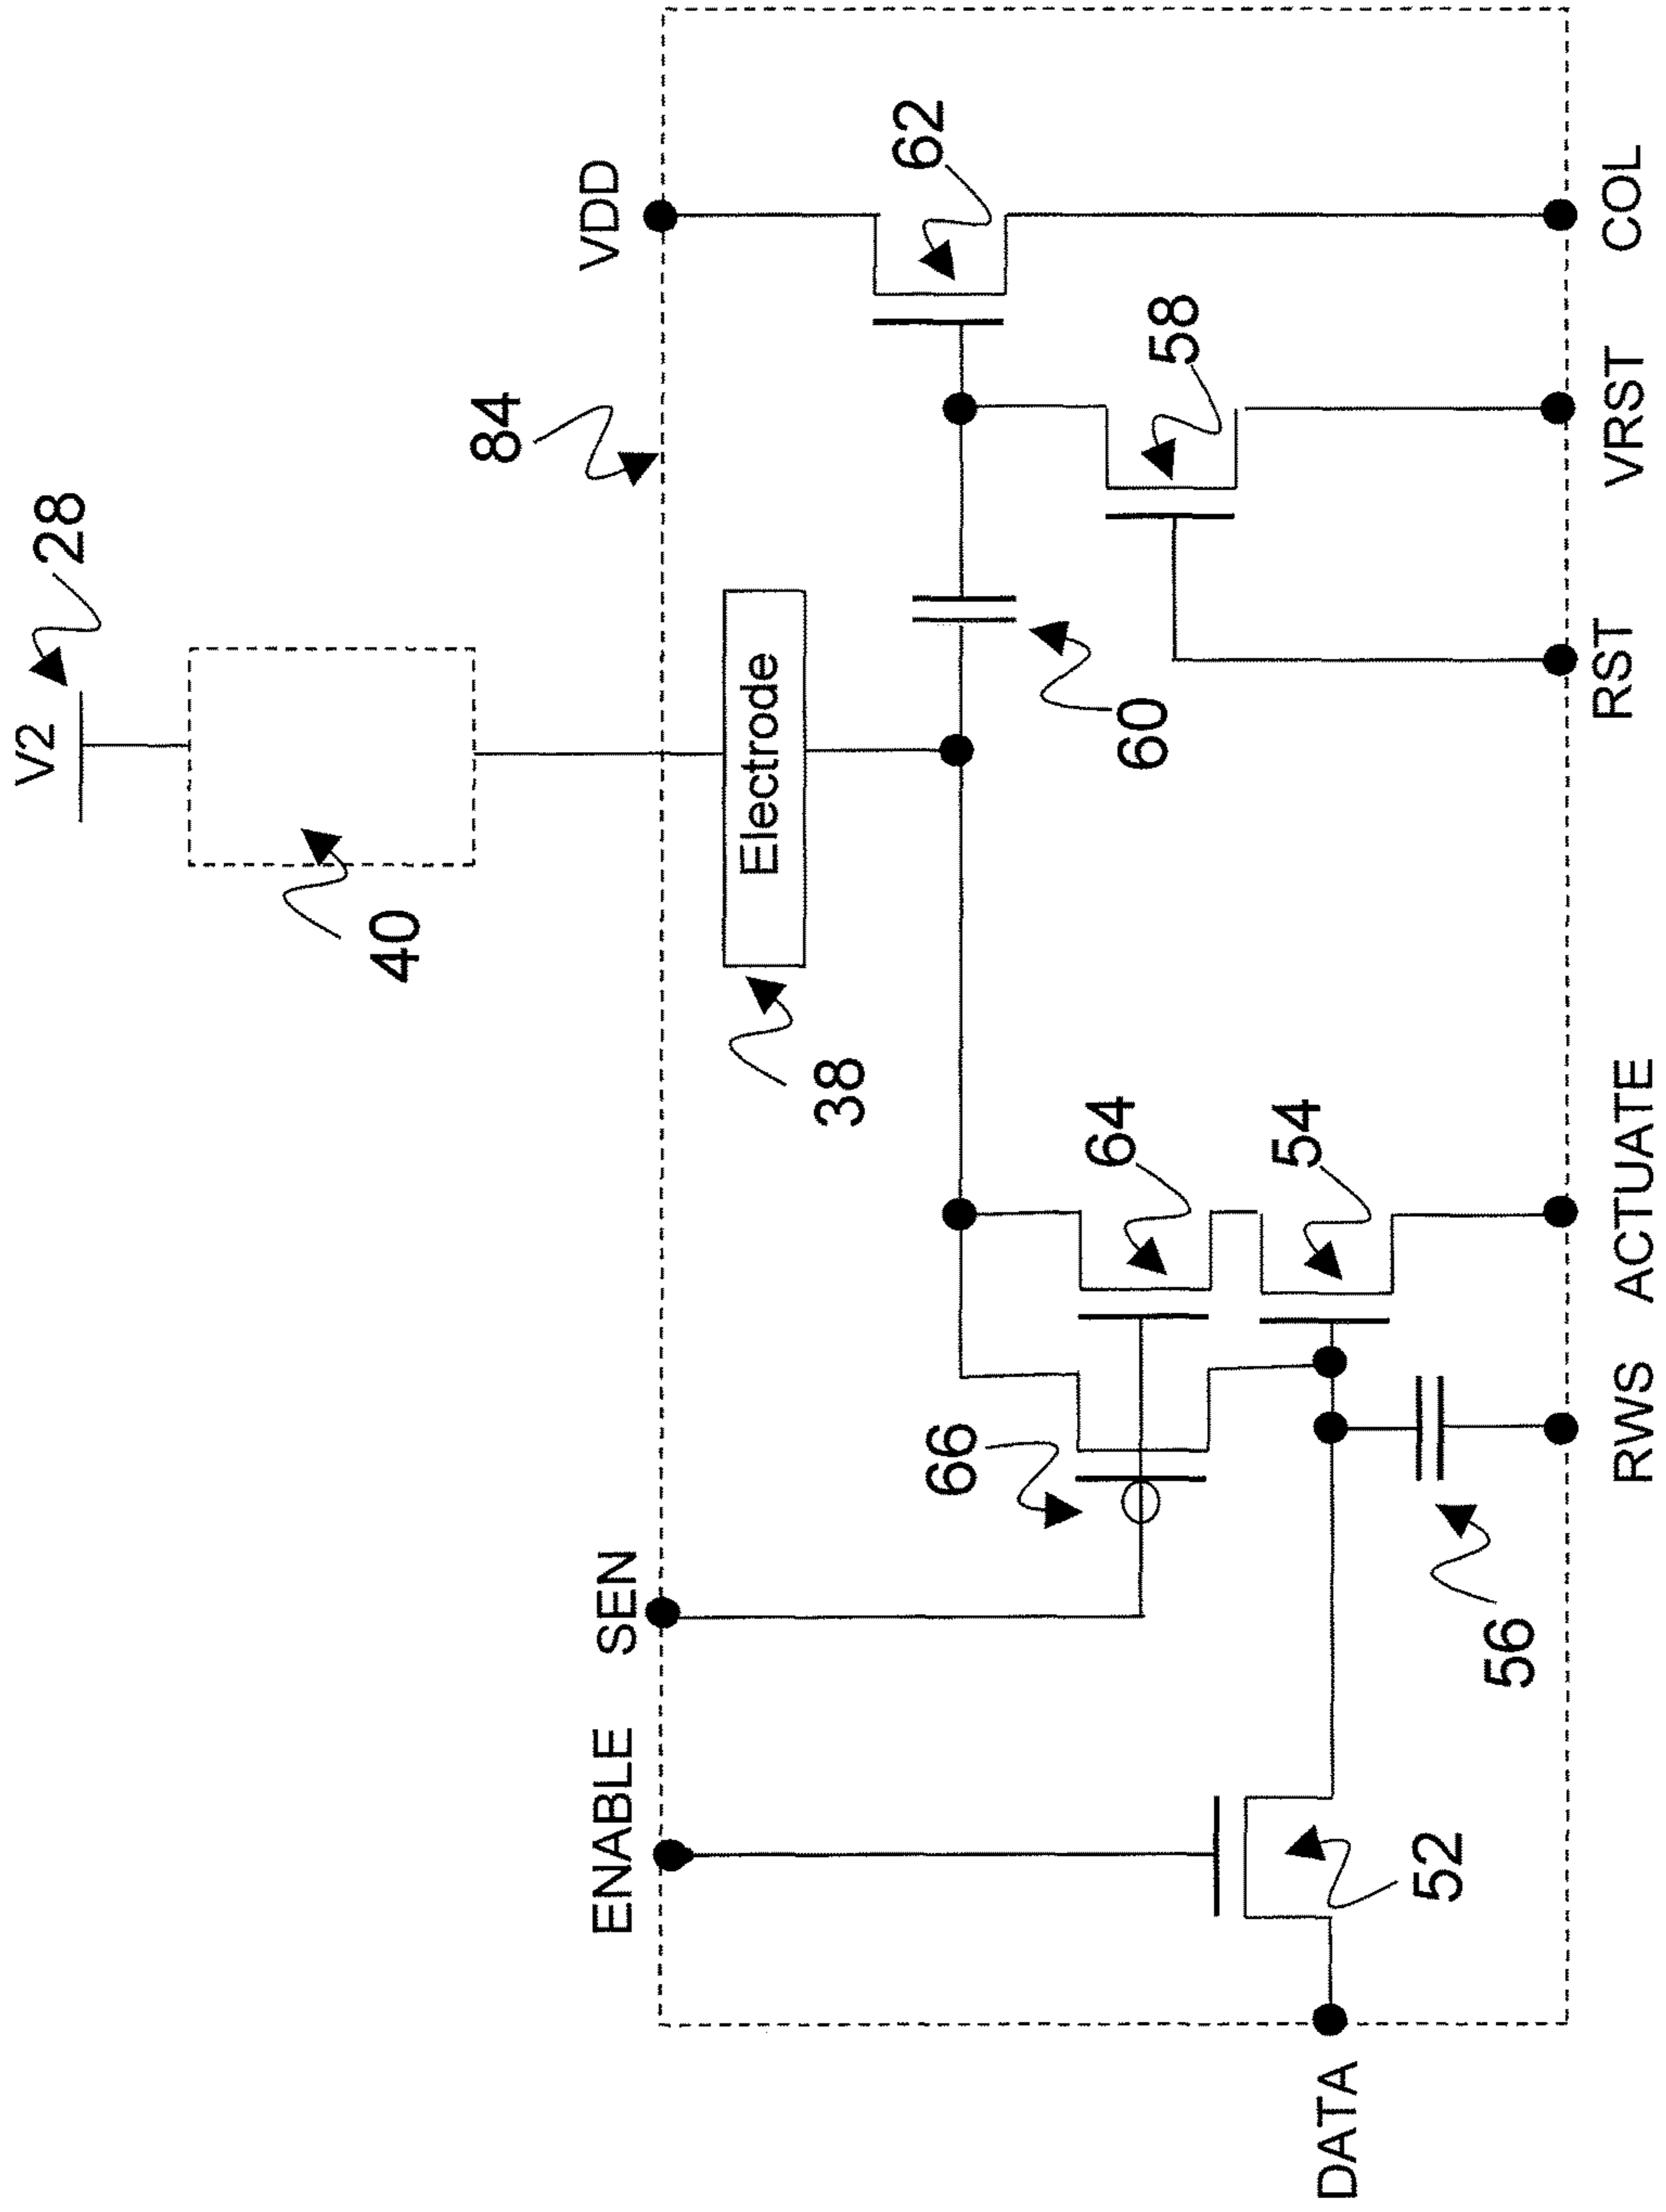 V2
28
40
84
ENABLE
SEN
VDD
Electrode
38
62
66
64
60
58
54
DATA
52
56
RWS
ACTUATE
RST
VRST
COL